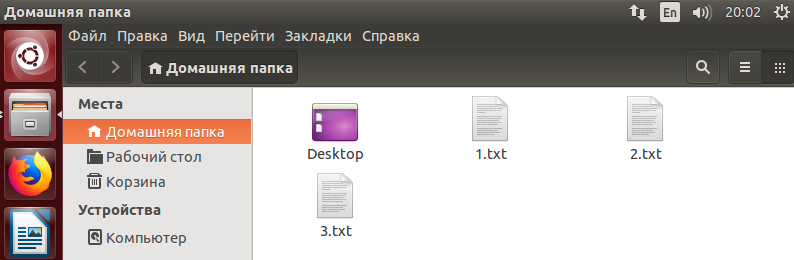 Домашняя папка
En
20:02
Файл Правка Вид Перейти Закладки Справка
Домашняя папка
Места
Домашняя папка
Рабочий стол
Корзина
Устройства
Компьютер
Desktop
1.txt
2.txt
3.txt